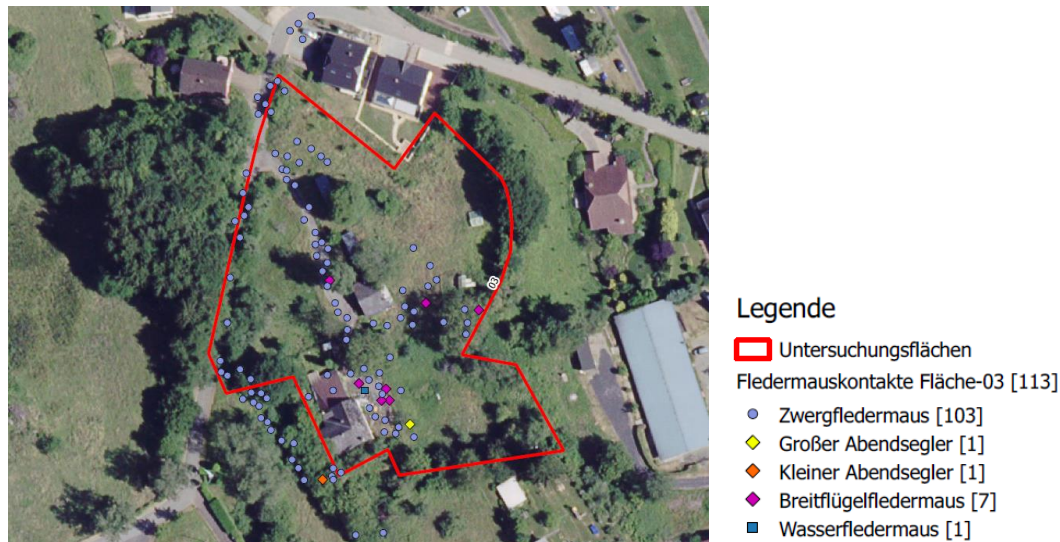 03
Legende
Untersuchungsflächen
Fledermauskontakte Fläche-03 [113]
Zwergfledermaus [103]
Großer Abendsegler [1]
Kleiner Abendsegler [1]
Breitflügelfledermaus [7]
Wasserfledermaus [1]